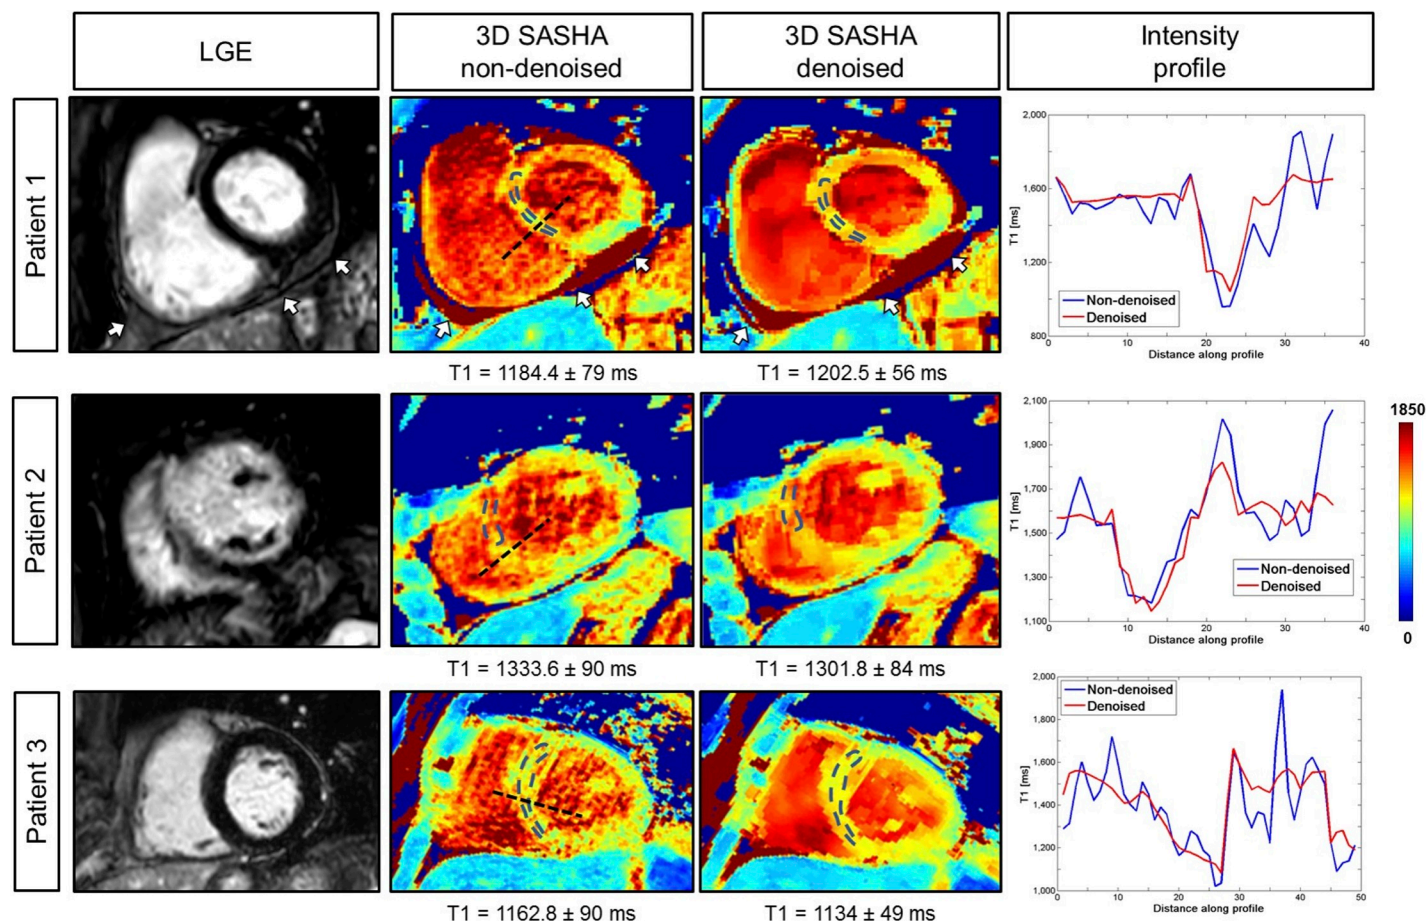 LGE
3D SASHA
non-denoised
3D SASHA
denoised
Intensity
profile
Patient 1
2,000
1,600
1,200
800
T1 [ms]
Non-denoised
Denoised
0
10
20
30
40
Distance along profile
T1 = 1184.4 ± 79 ms
T1 = 1202.5 ± 56 ms
Patient 2
2,100
1,900
1,700
1,500
1,300
1,100
T1 [ms]
Non-denoised
Denoised
0
10
20
30
40
Distance along profile
1850
0
T1 = 1333.6 ± 90 ms
T1 = 1301.8 ± 84 ms
Patient 3
2,000
1,800
1,600
1,400
1,200
1,000
T1 [ms]
Non-denoised
Denoised
0
10
20
30
40
50
Distance along profile
T1 = 1162.8 ± 90 ms
T1 = 1134 ± 49 ms